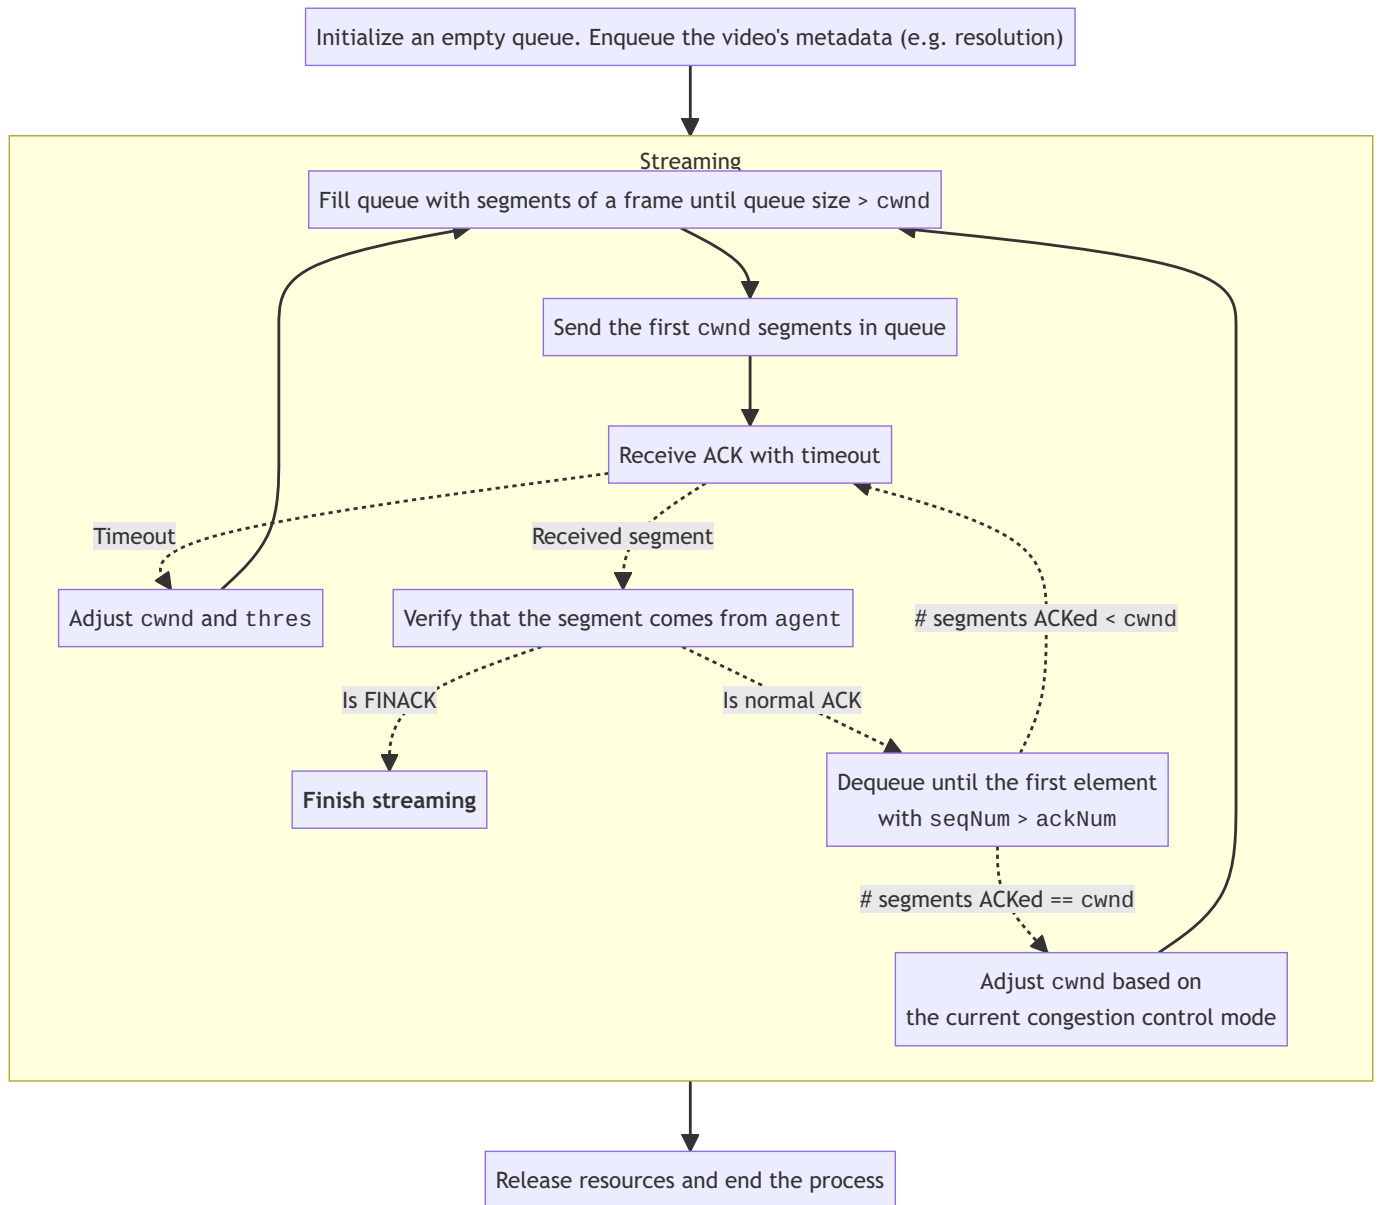 Initialize an empty queue. Enqueue the video's metadata (e.g. resolution)
Streaming
Fill queue with segments of a frame until queue size > cwnd
Send the first cwnd segments in queue
Receive ACK with timeout
Timeout
Received segment
Adjust cwnd and thres
Verify that the segment comes from agent
# segments ACKed < cwnd
Is FINACK
Is normal ACK
Finish streaming
Dequeue until the first element
with seqNum > ackNum
# segments ACKed == cwnd
Adjust cwnd based on
the current congestion control mode
Release resources and end the process